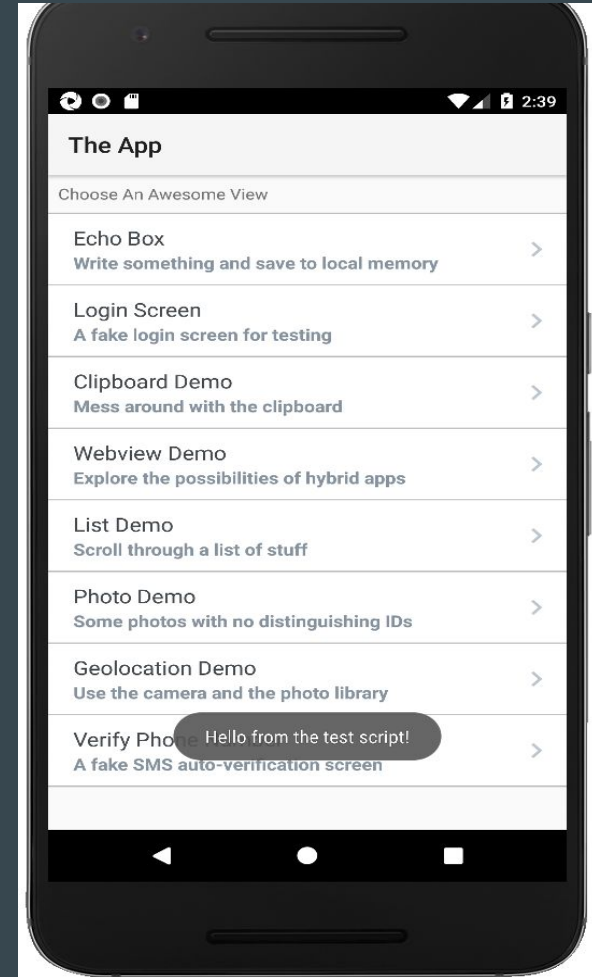 2:39
The App
Choose An Awesome View
Echo Box
Write something and save to local memory
Login Screen
A fake login screen for testing
Clipboard Demo
Mess around with the clipboard
Webview Demo
Explore the possibilities of hybrid apps
List Demo
Scroll through a list of stuff
Photo Demo
Some photos with no distinguishing IDs
Geolocation Demo
Use the camera and the photo library
Verify Phone
Hello from the test script!
A fake SMS auto-verification screen